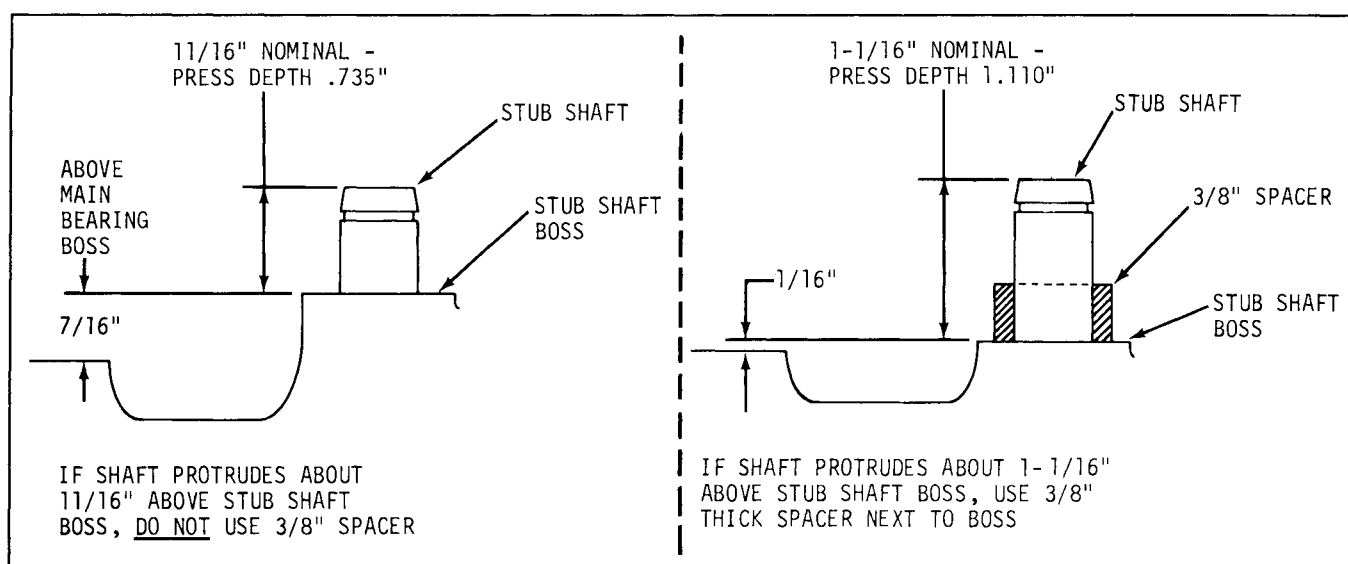 11/16" NOMINAL -
PRESS DEPTH .735"
STUB SHAFT
ABOVE
MAIN
BEARING
BOSS
STUB SHAFT
BOSS
7/16"
IF SHAFT PROTRUDES ABOUT
11/16" ABOVE STUB SHAFT
BOSS, DO NOT USE 3/8" SPACER
1-1/16" NOMINAL -
PRESS DEPTH 1.110"
STUB SHAFT
3/8" SPACER
1/16"
STUB SHAFT
BOSS
IF SHAFT PROTRUDES ABOUT 1-1/16"
ABOVE STUB SHAFT BOSS, USE 3/8"
THICK SPACER NEXT TO BOSS